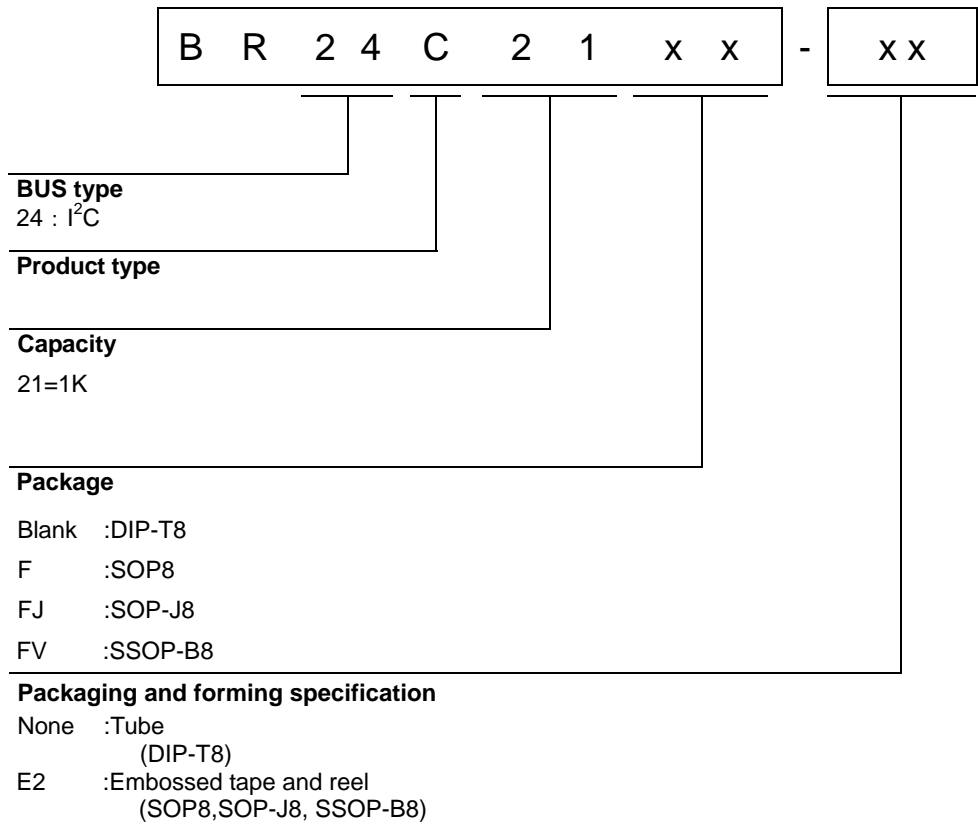 B R 2 4 C 2 1 x x - x x
BUS type
24 : I²C
Product type
Capacity
21=1K
Package
Blank :DIP-T8
F :SOP8
FJ :SOP-J8
FV :SSOP-B8
Packaging and forming specification
None :Tube
(DIP-T8)
E2 :Embossed tape and reel
(SOP8,SOP-J8, SSOP-B8)